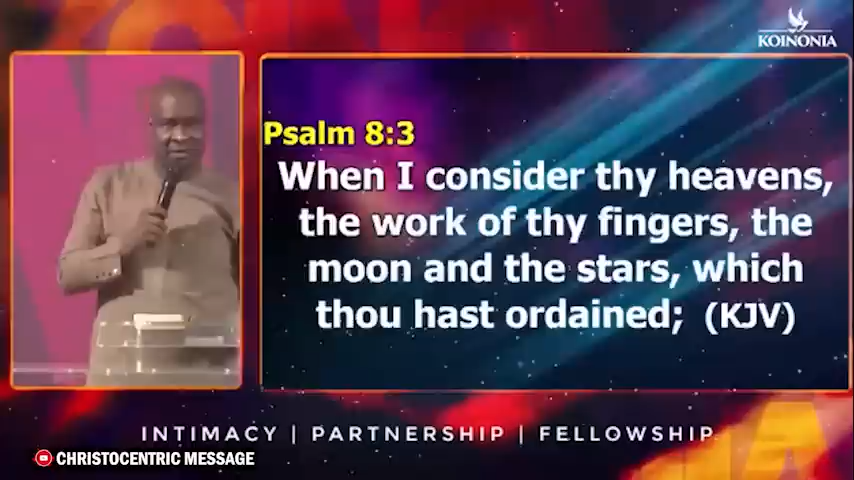 KOINONIA
Psalm 8:3
When I consider thy heavens,
the work of thy fingers, the
moon and the stars, which
thou hast ordained; (KJV)
INTIMACY | PARTNERSHIP | FELLOWSHIP
CHRISTOCENTRIC MESSAGE